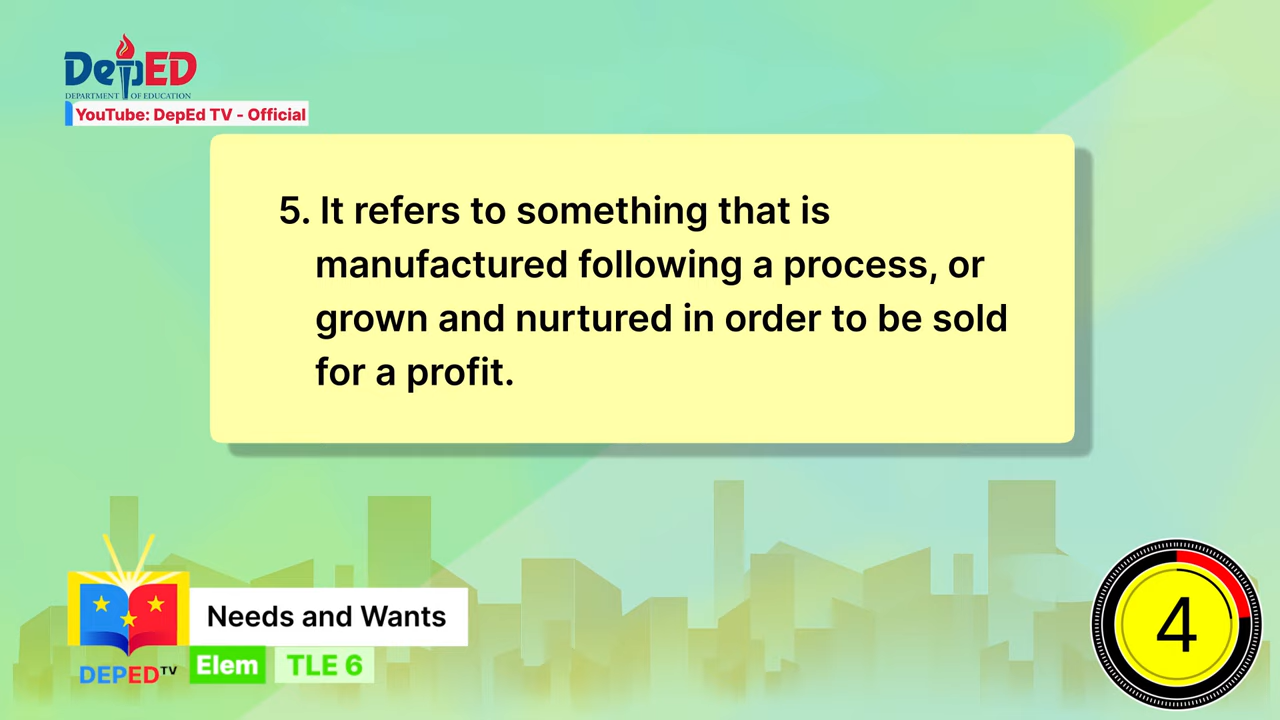 DepED
DEPARTMENT OF EDUCATION
YouTube: DepEd TV - Official
5. It refers to something that is
manufactured following a process, or
grown and nurtured in order to be sold
for a profit.
Needs and Wants
DEPED TV
Elem TLE 6
4